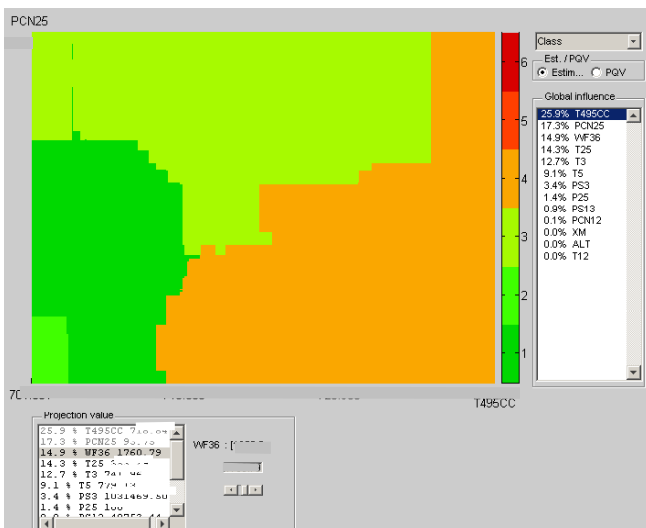 PCN25
Class
Est. / PQV
Estim... PQV
Global influence
25.9% T495CC
17.3% PCN25
14.9% WF36
14.3% T25
12.7% T3
9.1% T5
3.4% PS3
1.4% P25
0.9% PS13
0.1% PCN12
0.0% XM
0.0% ALT
0.0% T12
6
5
4
3
2
1
T495CC
Projection value
25.9 % T495CC
17.3 % PCN25
14.9 % WF36 1760.79
14.3 % T25
12.7 % T3
9.1 % T5
3.4 % PS3
1.4 % P25
WF36 : [